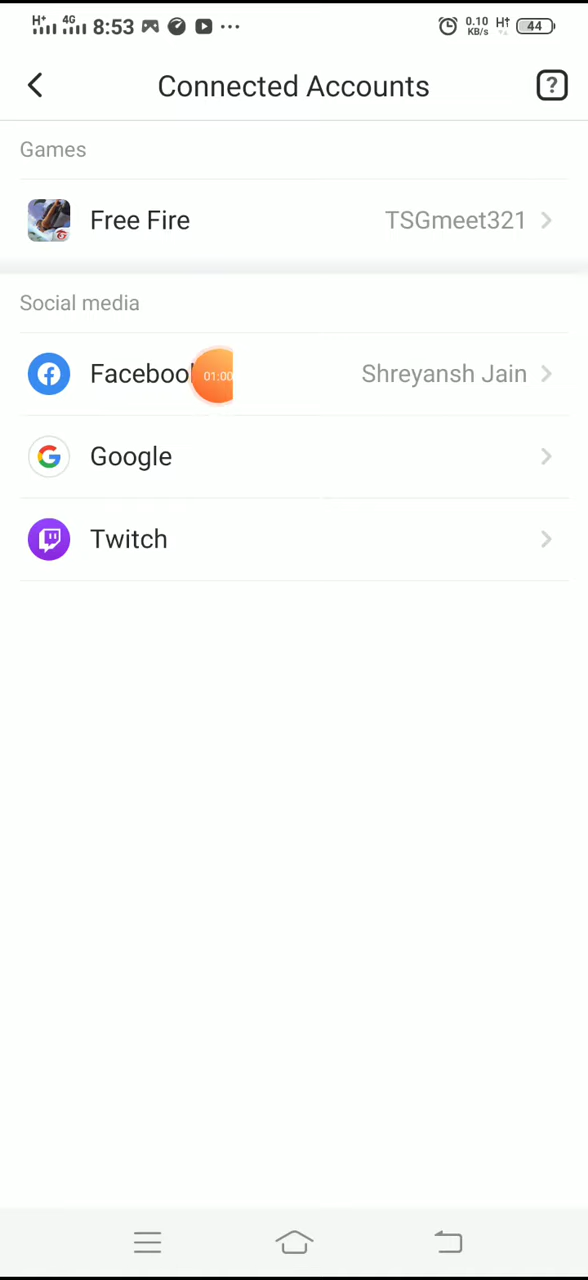 H+ 4G 8:53 ... 0.10 KB/s H↑ 44
Connected Accounts ?
Games
Free Fire TSGmeet321
Social media
Facebook 01:00 Shreyansh Jain
Google
Twitch